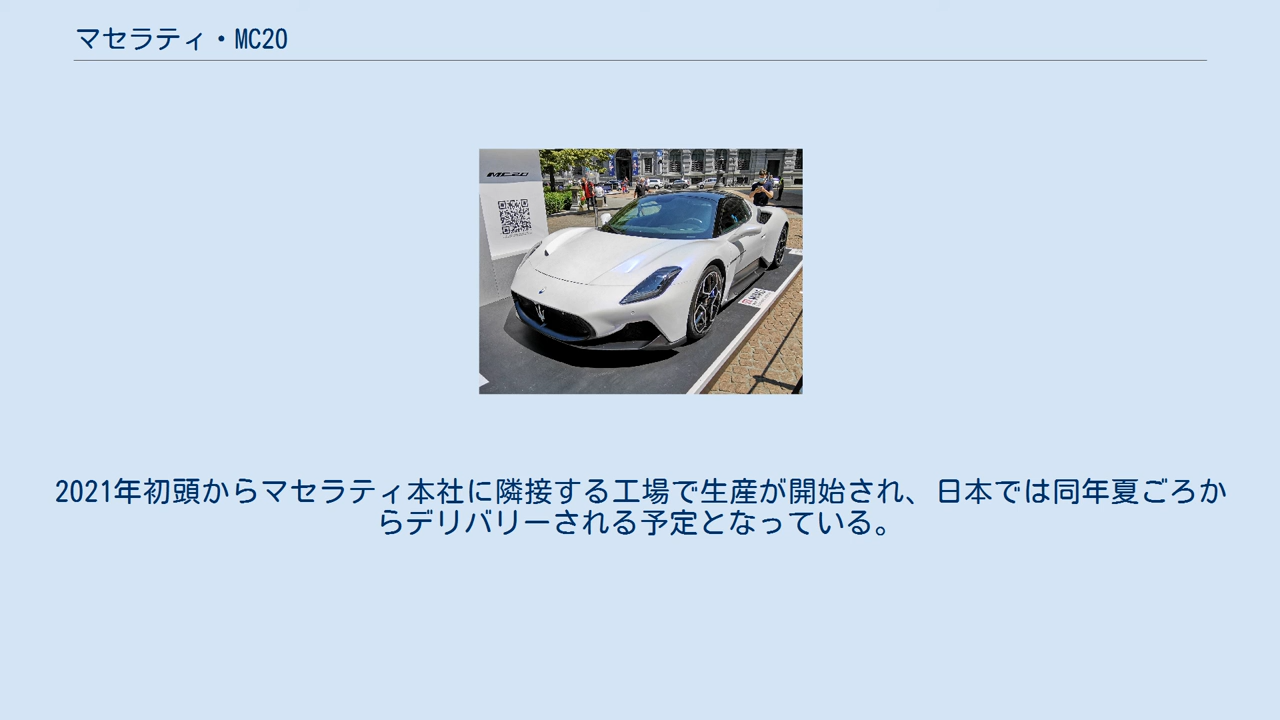 マセラティ・MC20
MC20
2021年初頭からマセラティ本社に隣接する工場で生産が開始され、日本では同年夏ごろか
らデリバリーされる予定となっている。